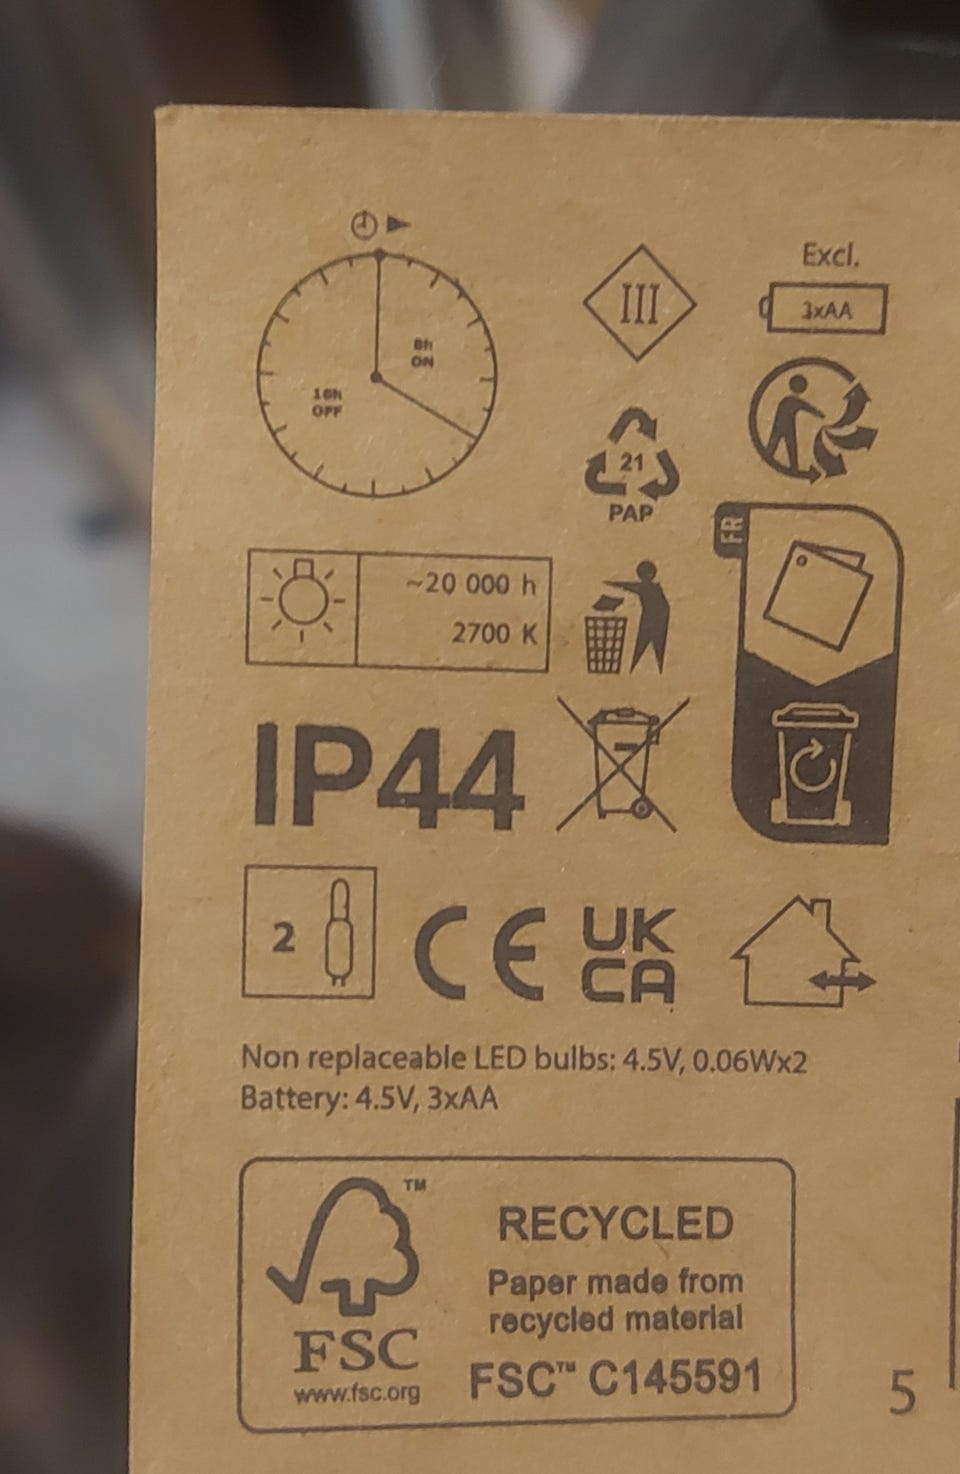 8h
ON
16h
OFF
III
Excl.
3xAA
21
PAP
FR
~20 000 h
2700 K
IP44
2
CE
UK
CA
Non replaceable LED bulbs: 4.5V, 0.06Wx2
Battery: 4.5V, 3xAA
TM
FSC
www.fsc.org
RECYCLED
Paper made from
recycled material
FSC™ C145591
5